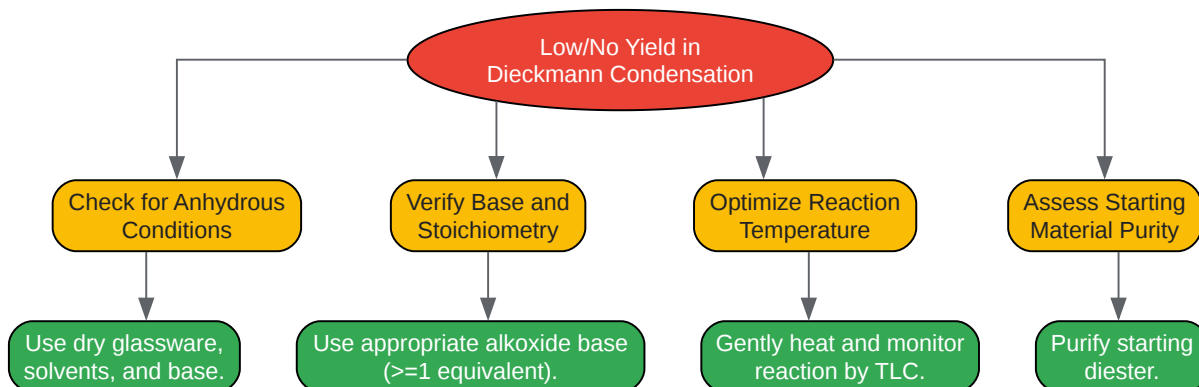 Low/No Yield in
Dieckmann Condensation
Check for Anhydrous
Conditions
Verify Base and
Stoichiometry
Optimize Reaction
Temperature
Assess Starting
Material Purity
Use dry glassware,
solvents, and base.
Use appropriate alkoxide base
(>=1 equivalent).
Gently heat and monitor
reaction by TLC.
Purify starting
diester.